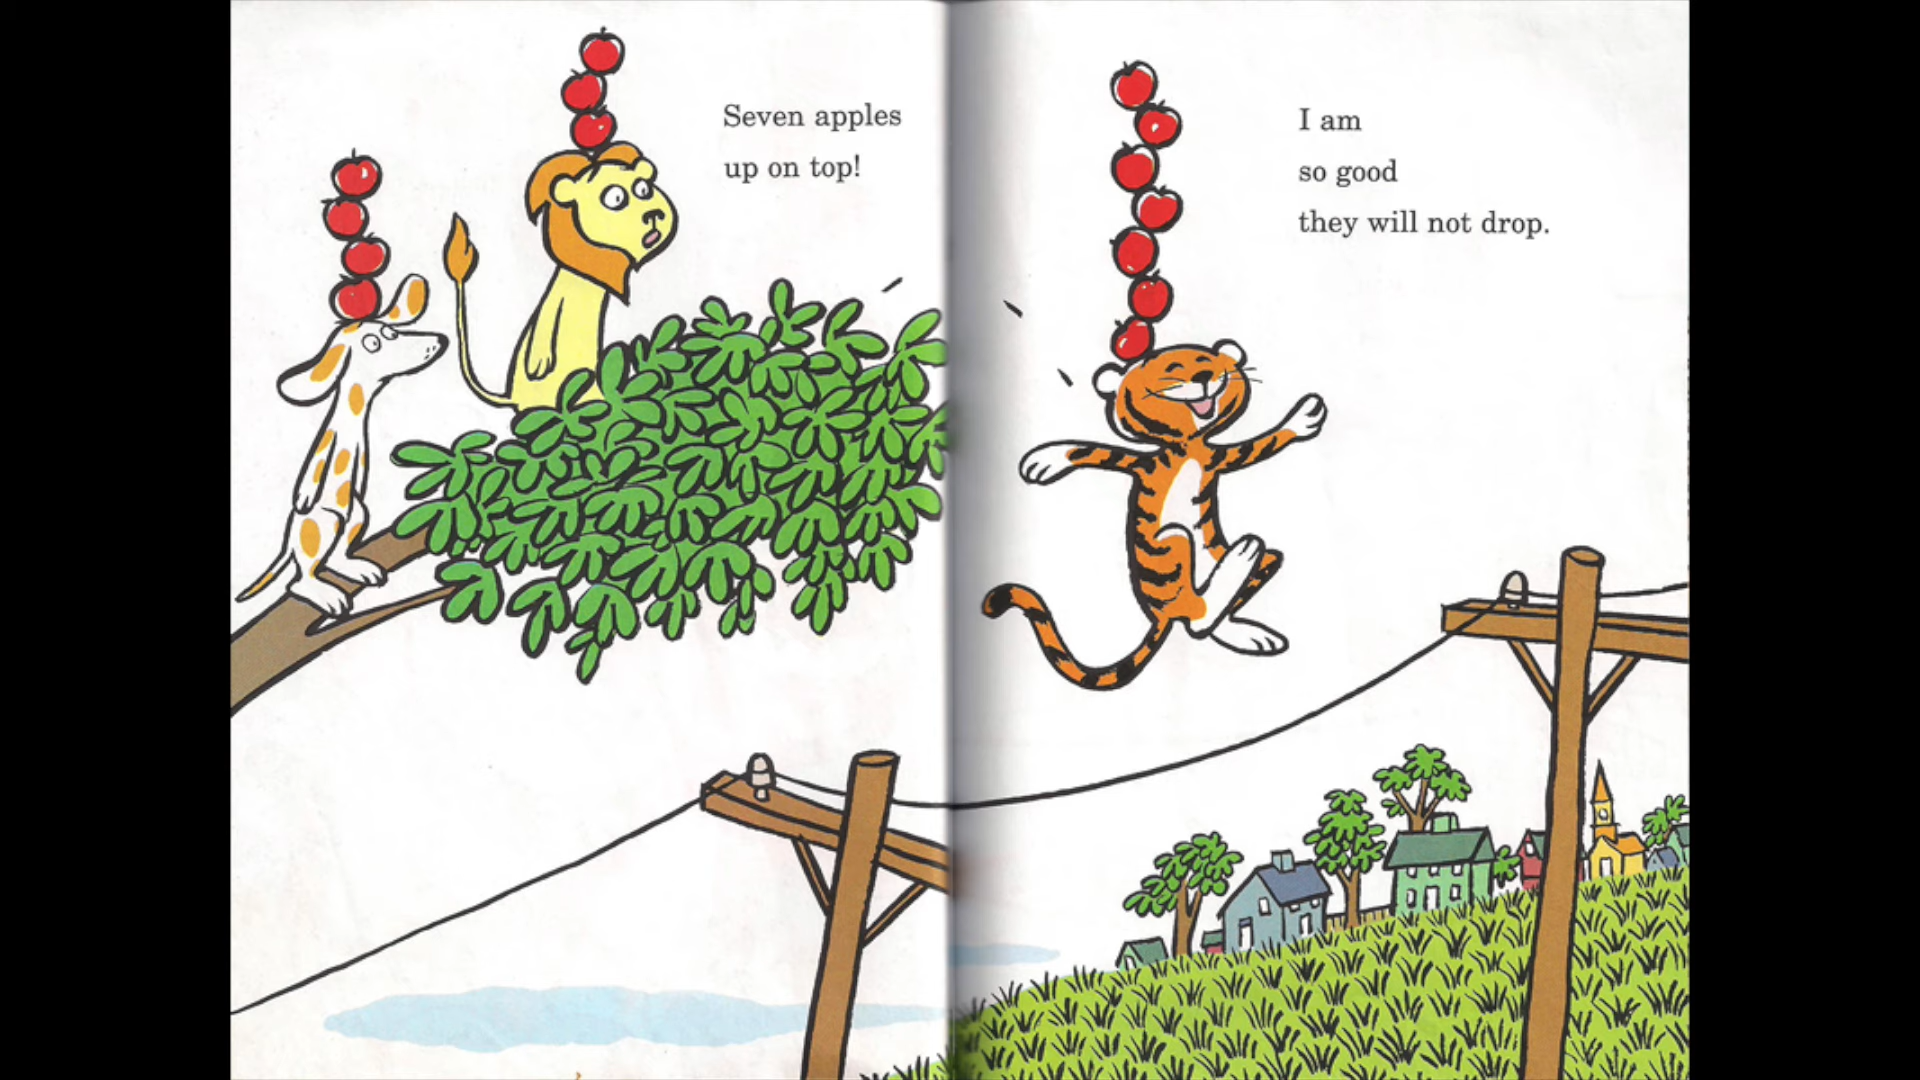 Seven apples
up on top!
I am
so good
they will not drop.